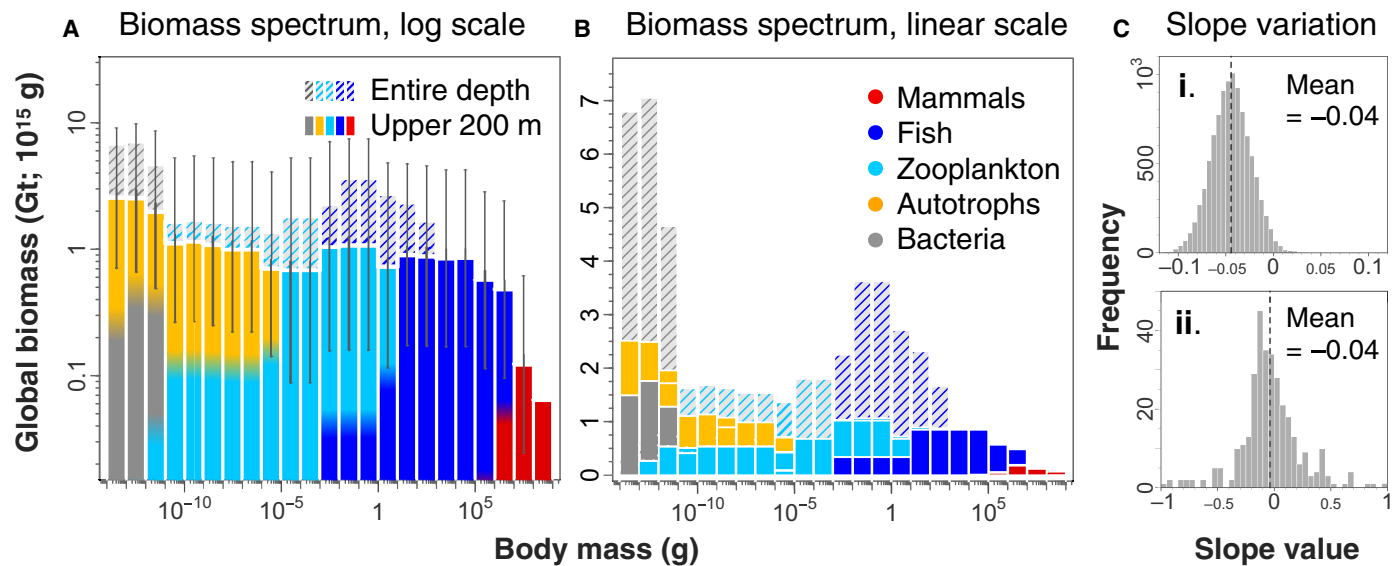 A Biomass spectrum, log scale
Global biomass (Gt; 10¹⁵ g)
10
1
0.1
Entire depth
Upper 200 m
10⁻¹⁰
10⁻⁵
1
10⁵
B Biomass spectrum, linear scale
7
6
5
4
3
2
1
0
Mammals
Fish
Zooplankton
Autotrophs
Bacteria
10⁻¹⁰
10⁻⁵
1
10⁵
Body mass (g)
C Slope variation
Frequency
i.
Mean
= −0.04
10³
500
0
−0.1
−0.05
0
0.05
0.1
ii.
Mean
= −0.04
40
20
0
−1
−0.5
0
0.5
1
Slope value